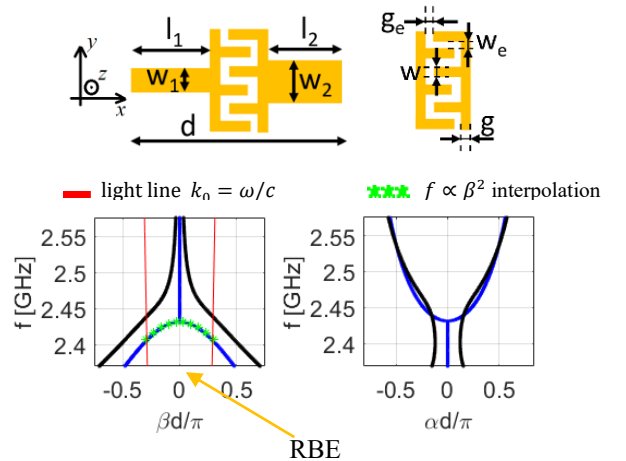 l₁ l₂ gₑ
y wₑ
z w₁ w₂ w
x
d g
light line k₀ = ω/c f ∝ β² interpolation
f [GHz] 2.55 2.5 2.45 2.4
-0.5 0 0.5
βd/π
f [GHz] 2.55 2.5 2.45 2.4
-0.5 0 0.5
αd/π
RBE